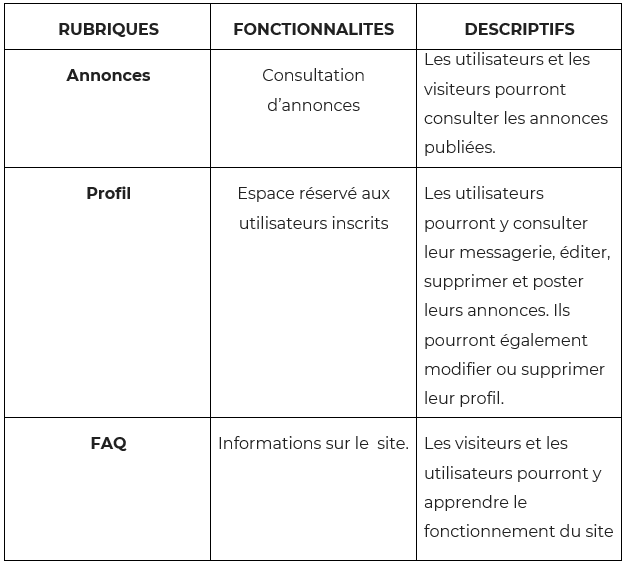 RUBRIQUES FONCTIONNALITES DESCRIPTIFS
Annonces
Consultation
d’annonces
Les utilisateurs et les
visiteurs pourront
consulter les annonces
publiées.
Profil
Espace réservé aux
utilisateurs inscrits
Les utilisateurs
pourront y consulter
leur messagerie, éditer,
supprimer et poster
leurs annonces. Ils
pourront également
modifier ou supprimer
leur profil.
FAQ
Informations sur le  site.
Les visiteurs et les
utilisateurs pourront y
apprendre le
fonctionnement du site